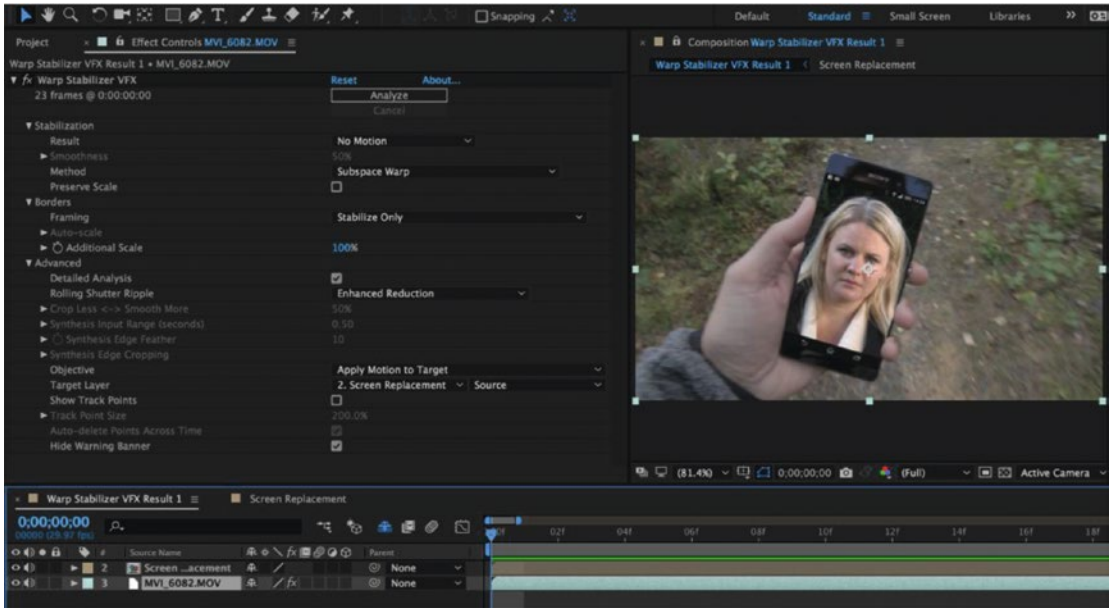 Snapping
Default Standard Small Screen Libraries
Project Effect Controls MVI_6082.MOV
Warp Stabilizer VFX Result 1 • MVI_6082.MOV
fx Warp Stabilizer VFX Reset About...
23 frames @ 0:00:00:00 Analyze
Cancel
Stabilization
Result No Motion
Smoothness 50%
Method Subspace Warp
Preserve Scale
Borders
Framing Stabilize Only
Auto-scale
Additional Scale 100%
Advanced
Detailed Analysis
Rolling Shutter Ripple Enhanced Reduction
Crop Less <-> Smooth More 50%
Synthesis Input Range (seconds) 0.50
Synthesis Edge Feather 10
Synthesis Edge Cropping
Objective Apply Motion to Target
Target Layer 2. Screen Replacement Source
Show Track Points
Track Point Size 200.0%
Auto-delete Points Across Time
Hide Warning Banner
Composition Warp Stabilizer VFX Result 1
Warp Stabilizer VFX Result 1 Screen Replacement
SONY
(81.4%) 0;00;00;00 (Full) Active Camera
Warp Stabilizer VFX Result 1 Screen Replacement
0;00;00;00
00000 (29.97 fps)
02f 04f 06f 08f 10f 12f 14f 16f 18f
# Source Name Parent
2 Screen ...acement None
3 MVI_6082.MOV fx None